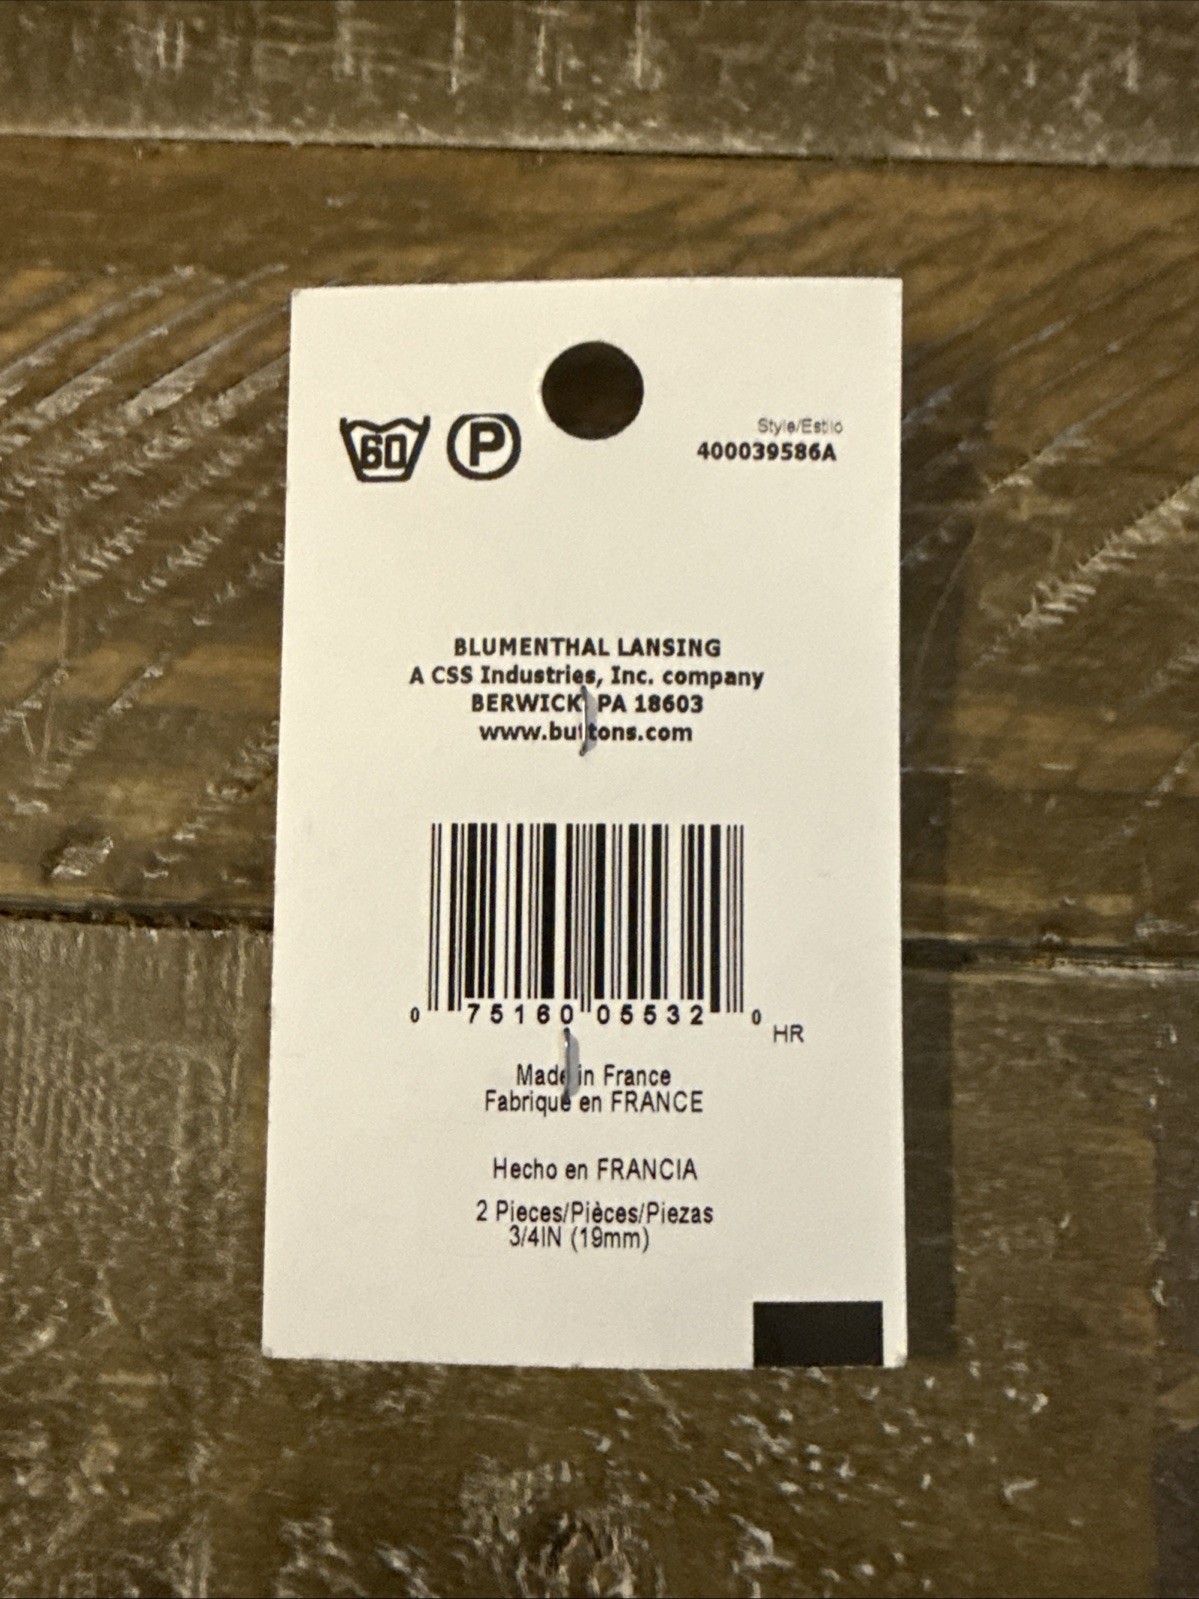 60 P
Style/Estilo
400039586A
BLUMENTHAL LANSING
A CSS Industries, Inc. company
BERWICK, PA 18603
www.buttons.com
0 75160 05532 0
HR
Made in France
Fabriqué en FRANCE
Hecho en FRANCIA
2 Pieces/Pièces/Piezas
3/4IN (19mm)